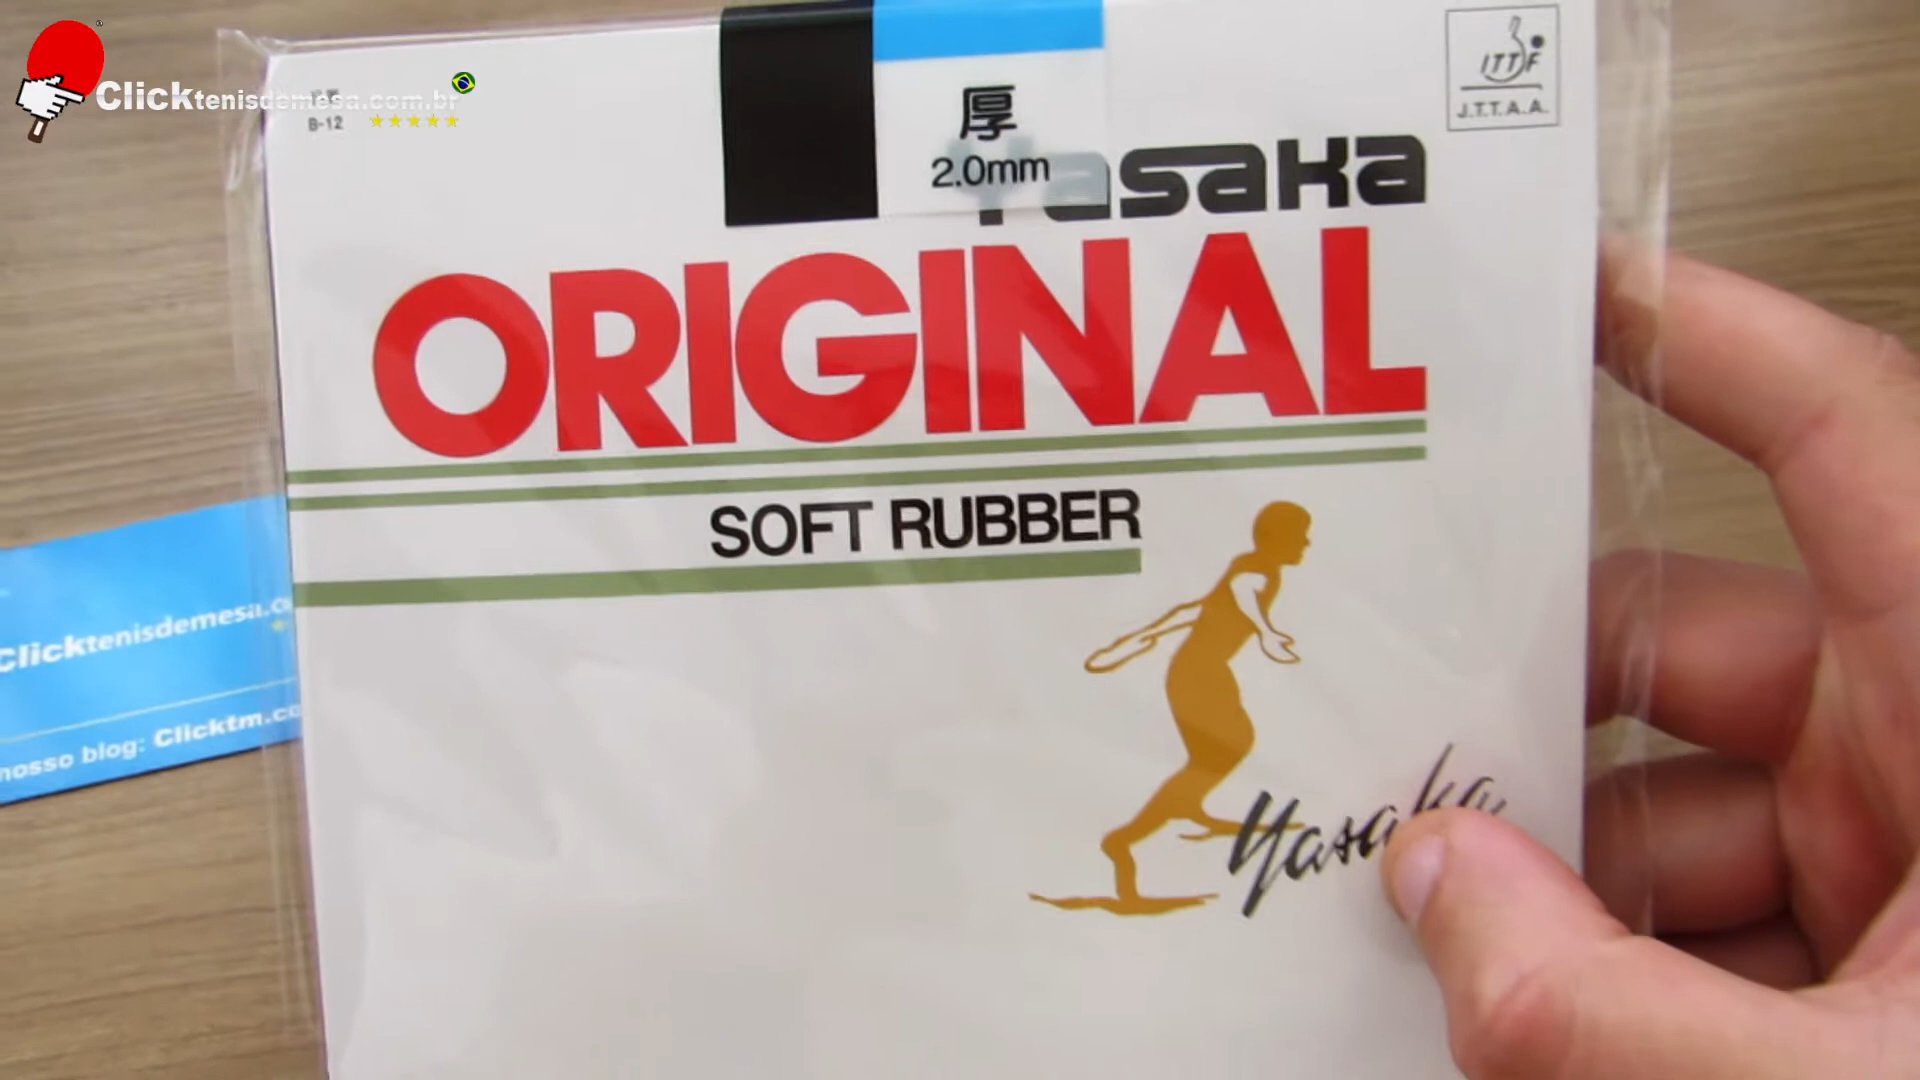 Clicktenisdemesa.com.br
B-12
厚
2.0mm
Yasaka
ITTF
J.T.T.A.A.
ORIGINAL
SOFT RUBBER
Yasaka
Clicktenisdemesa.c
nosso blog: Clicktm.co